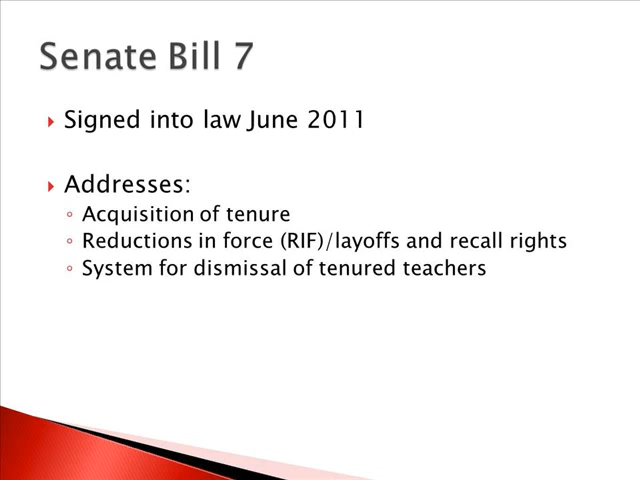 Senate Bill 7
Signed into law June 2011
Addresses:
Acquisition of tenure
Reductions in force (RIF)/layoffs and recall rights
System for dismissal of tenured teachers